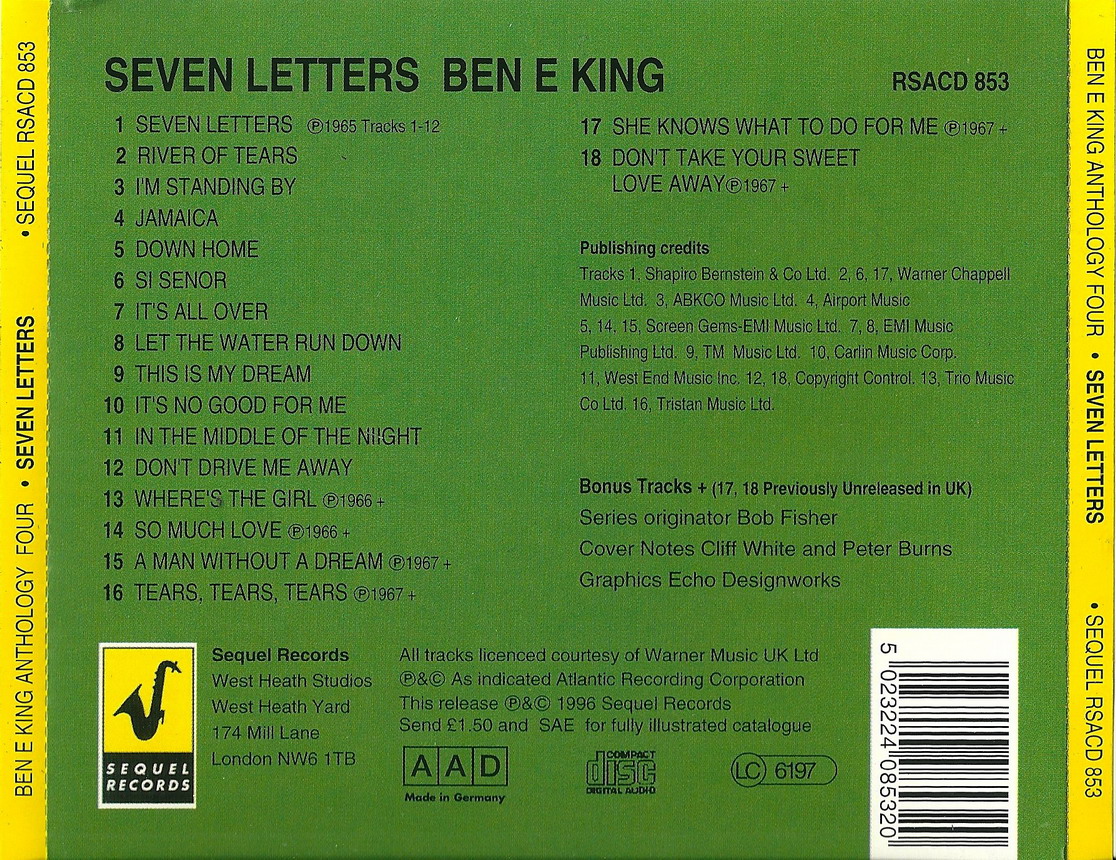 BEN E KING ANTHOLOGY FOUR • SEVEN LETTERS • SEQUEL RSACD 853
SEVEN LETTERS BEN E KING
RSACD 853
1 SEVEN LETTERS ℗1965 Tracks 1-12
2 RIVER OF TEARS
3 I'M STANDING BY
4 JAMAICA
5 DOWN HOME
6 SI SENOR
7 IT'S ALL OVER
8 LET THE WATER RUN DOWN
9 THIS IS MY DREAM
10 IT'S NO GOOD FOR ME
11 IN THE MIDDLE OF THE NIIGHT
12 DON'T DRIVE ME AWAY
13 WHERE'S THE GIRL ℗1966 +
14 SO MUCH LOVE ℗1966 +
15 A MAN WITHOUT A DREAM ℗1967 +
16 TEARS, TEARS, TEARS ℗1967 +
17 SHE KNOWS WHAT TO DO FOR ME ℗1967 +
18 DON'T TAKE YOUR SWEET
LOVE AWAY℗1967 +
Publishing credits
Tracks 1, Shapiro Bernstein & Co Ltd. 2, 6, 17, Warner Chappell
Music Ltd. 3, ABKCO Music Ltd. 4, Airport Music
5, 14. 15, Screen Gems-EMI Music Ltd. 7, 8, EMI Music
Publishing Ltd. 9, TM Music Ltd. 10, Carlin Music Corp.
11, West End Music Inc. 12, 18, Copyright Control. 13, Trio Music
Co Ltd. 16, Tristan Music Ltd.
Bonus Tracks + (17, 18 Previously Unreleased in UK)
Series originator Bob Fisher
Cover Notes Cliff White and Peter Burns
Graphics Echo Designworks
SEQUEL
RECORDS
Sequel Records
West Heath Studios
West Heath Yard
174 Mill Lane
London NW6 1TB
All tracks licenced courtesy of Warner Music UK Ltd
℗&© As indicated Atlantic Recording Corporation
This release ℗&© 1996 Sequel Records
Send £1.50 and SAE for fully illustrated catalogue
AAD
Made in Germany
COMPACT
disc
DIGITAL AUDIO
LC 6197
5 023224 085320
BEN E KING ANTHOLOGY FOUR • SEVEN LETTERS • SEQUEL RSACD 853